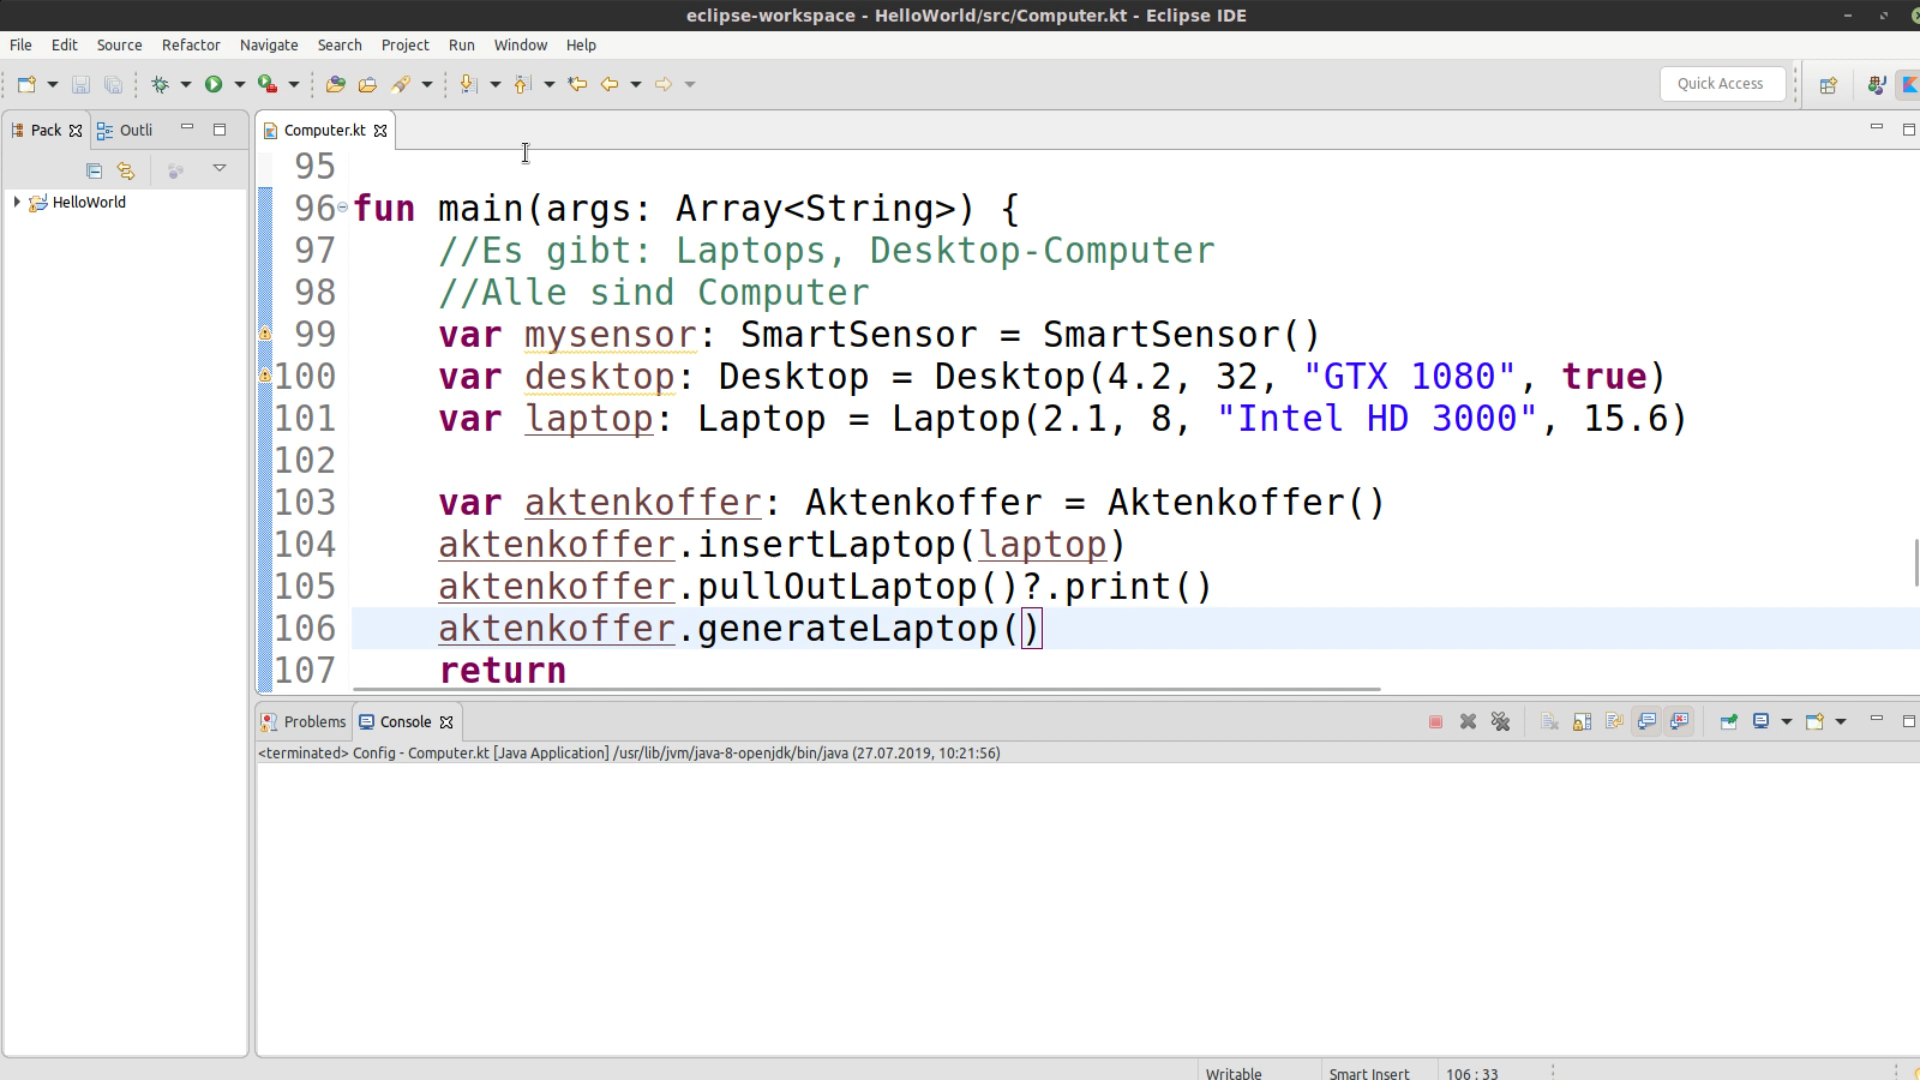 eclipse-workspace - HelloWorld/src/Computer.kt - Eclipse IDE
File Edit Source Refactor Navigate Search Project Run Window Help
Quick Access
Pack Outli
Computer.kt
HelloWorld
95
96 fun main(args: Array<String>) {
97 //Es gibt: Laptops, Desktop-Computer
98 //Alle sind Computer
99 var mysensor: SmartSensor = SmartSensor()
100 var desktop: Desktop = Desktop(4.2, 32, "GTX 1080", true)
101 var laptop: Laptop = Laptop(2.1, 8, "Intel HD 3000", 15.6)
102
103 var aktenkoffer: Aktenkoffer = Aktenkoffer()
104 aktenkoffer.insertLaptop(laptop)
105 aktenkoffer.pullOutLaptop()?.print()
106 aktenkoffer.generateLaptop()
107 return
Problems Console
<terminated> Config - Computer.kt [Java Application] /usr/lib/jvm/java-8-openjdk/bin/java (27.07.2019, 10:21:56)
Writable Smart Insert 106 : 33